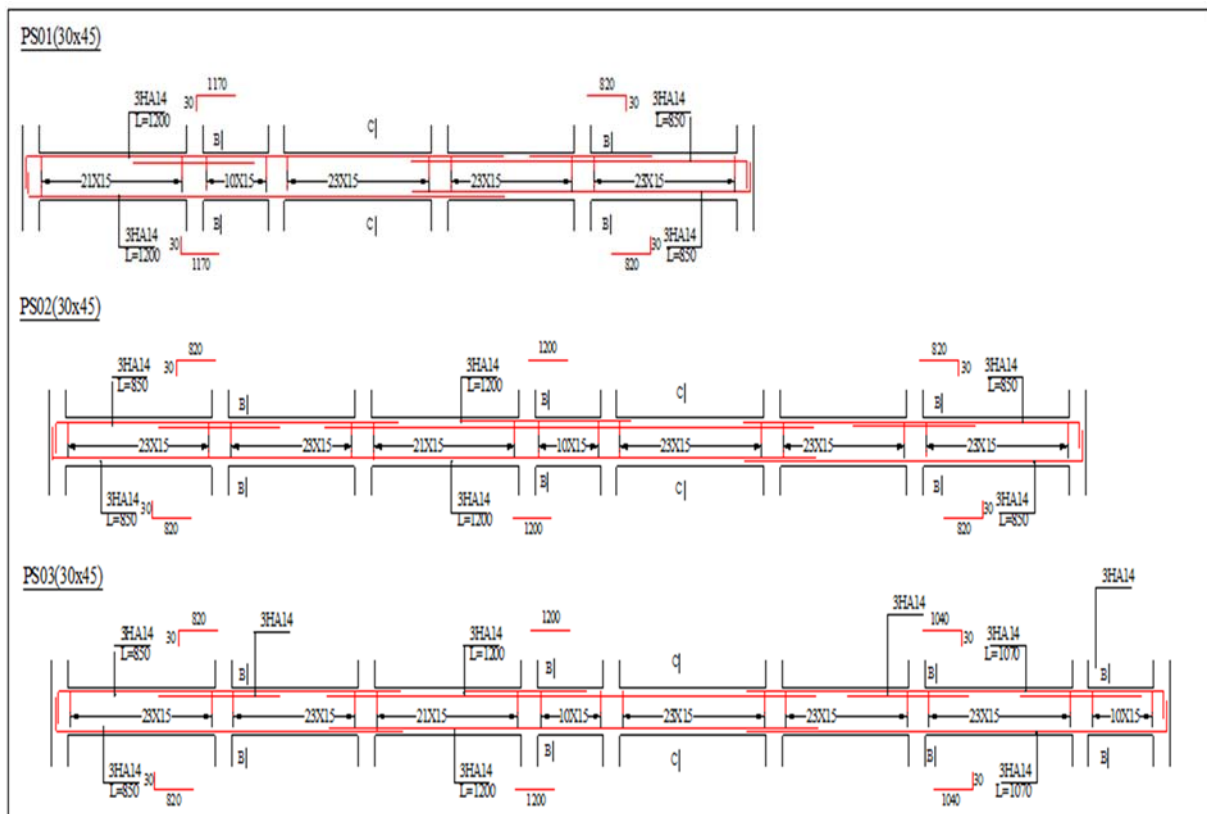 PS01(30x45)
1170
820
3HA14
30
30
3HA14
L=1200
L=850
B
C
B
21X15
10X15
23X15
23X15
23X15
B
C
B
3HA14
30
30
3HA14
L=1200
L=850
1170
820
PS02(30x45)
820
1200
820
3HA14
30
3HA14
30
3HA14
L=850
L=1200
L=850
B
B
C
B
23X15
23X15
21X15
10X15
23X15
23X15
23X15
B
B
C
B
3HA14
30
3HA14
30
3HA14
L=850
L=1200
L=850
820
1200
820
PS03(30x45)
3HA14
820
3HA14
1200
3HA14
1040
3HA14
30
3HA14
30
3HA14
L=850
L=1200
L=1070
B
B
C
B
B
23X15
23X15
21X15
10X15
23X15
23X15
23X15
10X15
B
B
C
B
B
3HA14
30
3HA14
30
3HA14
L=850
L=1200
L=1070
820
1200
1040